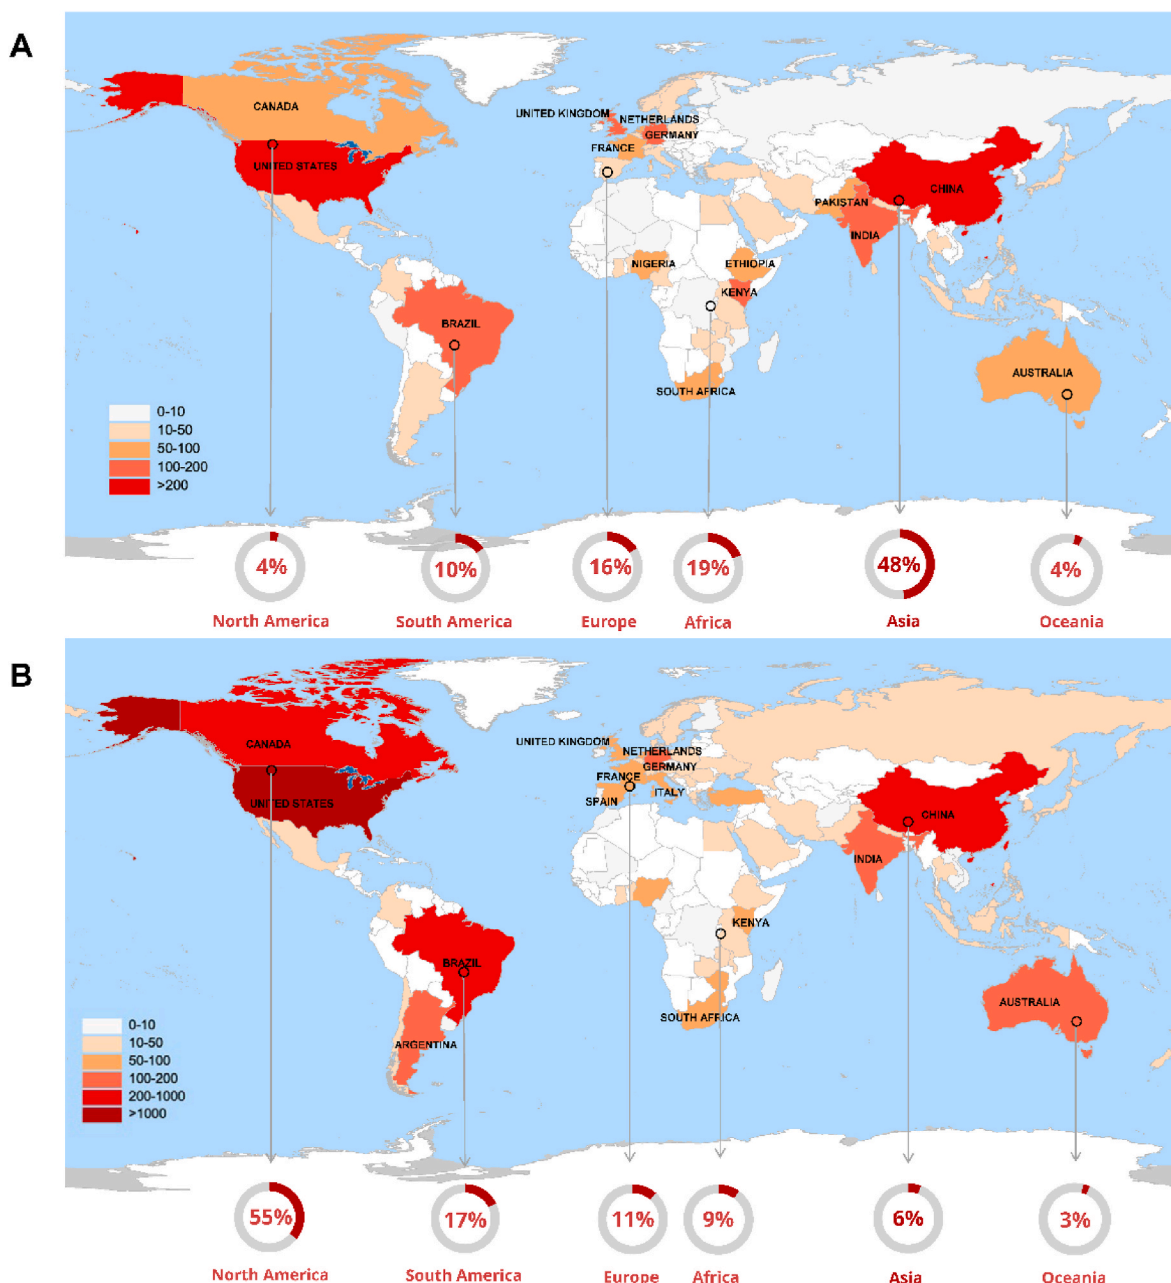 A
CANADA
UNITED STATES
UNITED KINGDOM
NETHERLANDS
GERMANY
FRANCE
CHINA
PAKISTAN
INDIA
NIGERIA
ETHIOPIA
KENYA
BRAZIL
SOUTH AFRICA
AUSTRALIA
0-10
10-50
50-100
100-200
>200
4%
10%
16%
19%
48%
4%
North America
South America
Europe
Africa
Asia
Oceania
B
CANADA
UNITED STATES
UNITED KINGDOM
NETHERLANDS
GERMANY
FRANCE
SPAIN
ITALY
CHINA
INDIA
KENYA
BRAZIL
SOUTH AFRICA
AUSTRALIA
ARGENTINA
0-10
10-50
50-100
100-200
200-1000
>1000
55%
17%
11%
9%
6%
3%
North America
South America
Europe
Africa
Asia
Oceania